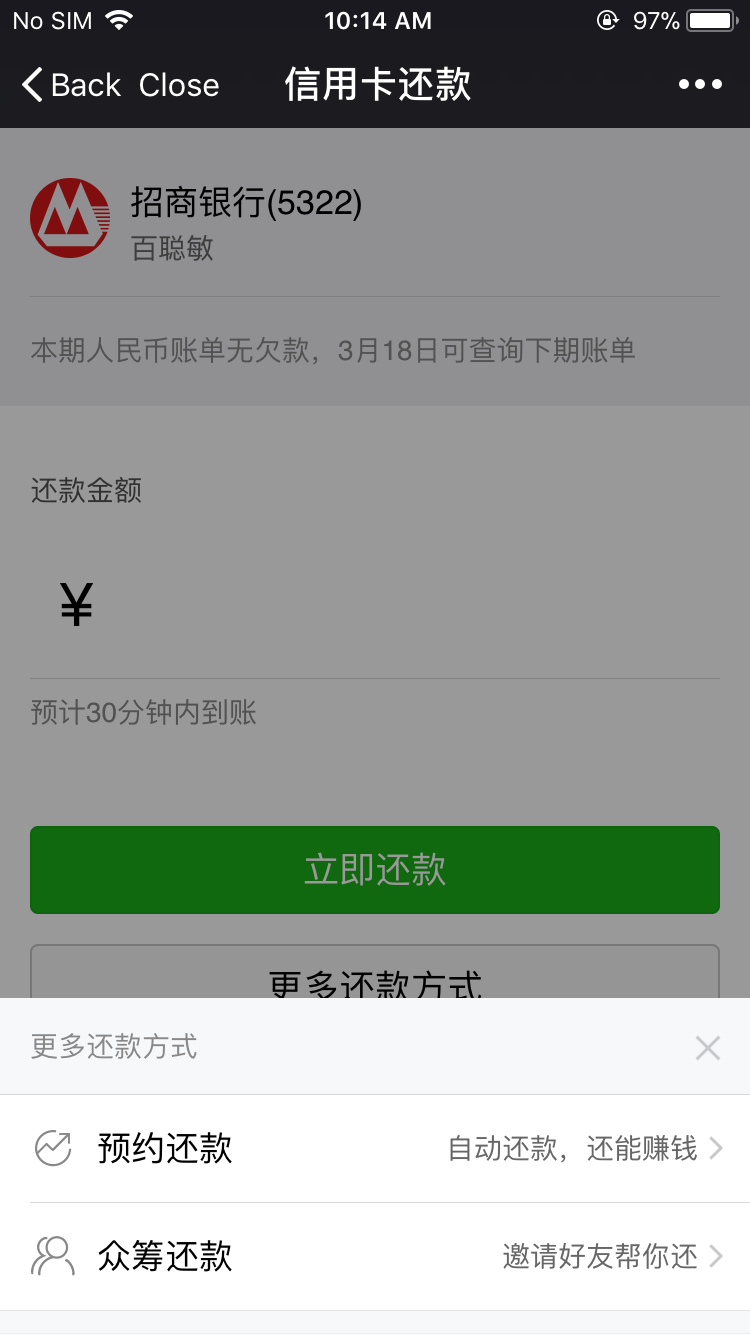 No SIM 10:14 AM 97%
Back Close 信用卡还款
招商银行(5322)
百聪敏
本期人民币账单无欠款，3月18日可查询下期账单
还款金额
¥
预计30分钟内到账
立即还款
更多还款方式
更多还款方式
预约还款 自动还款，还能赚钱
众筹还款 邀请好友帮你还